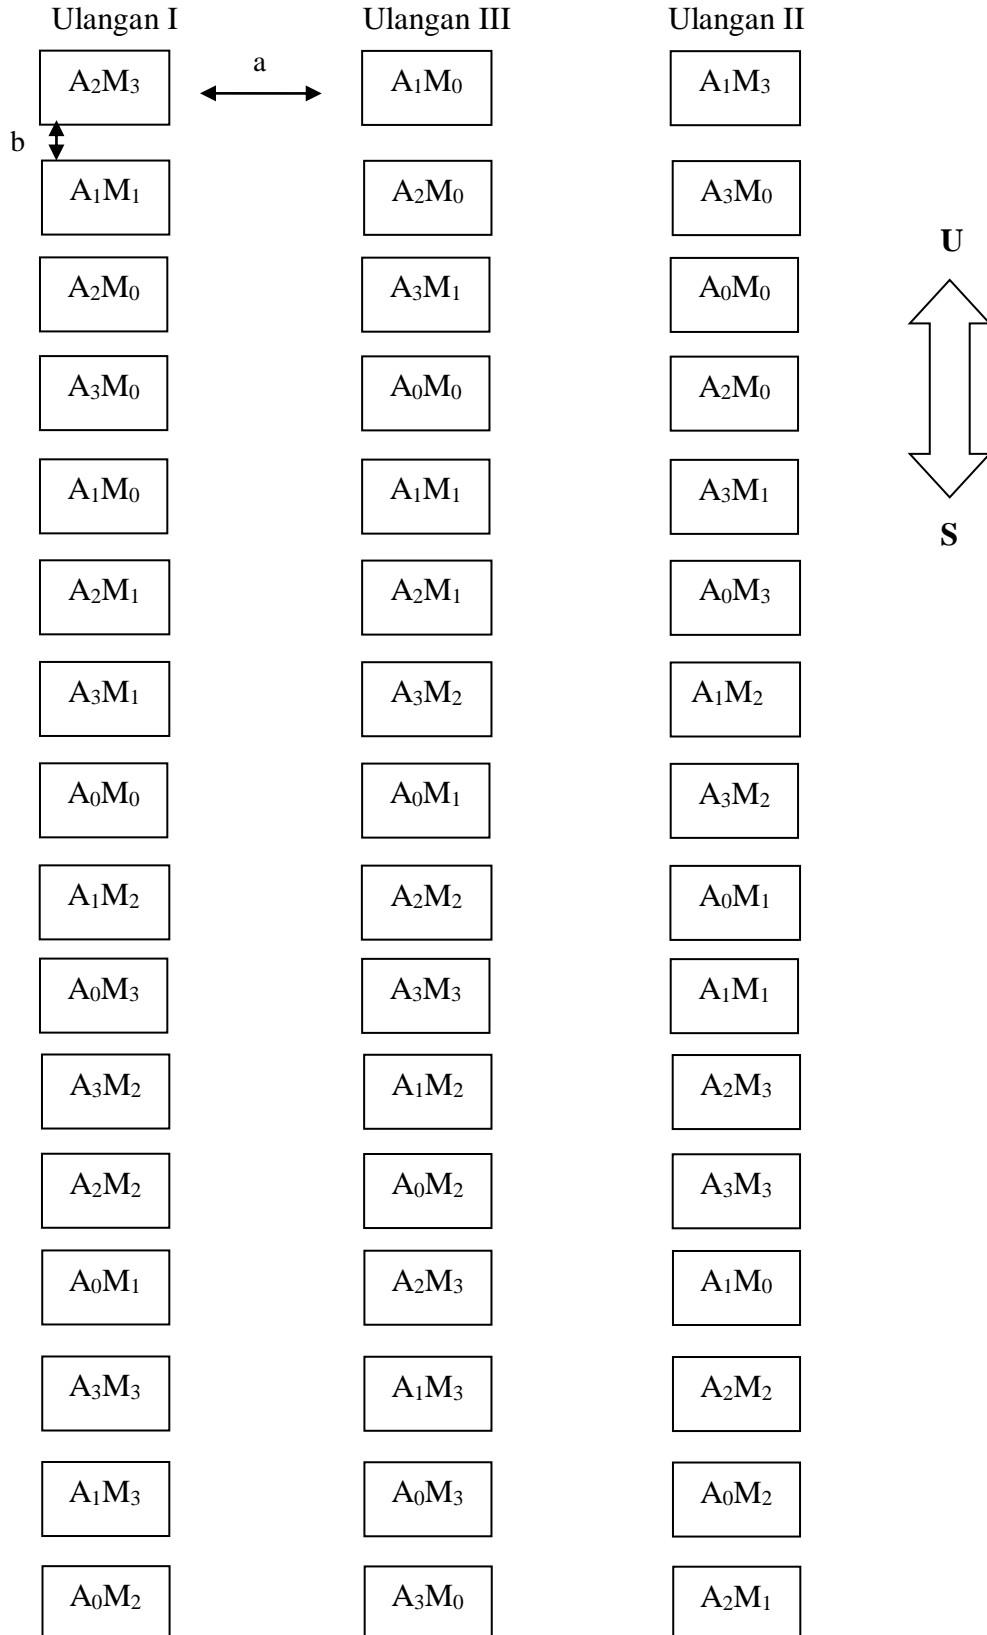 Ulangan I Ulangan III Ulangan II
A₂M₃ a A₁M₀ A₁M₃
b
A₁M₁ A₂M₀ A₃M₀
U
A₂M₀ A₃M₁ A₀M₀
A₃M₀ A₀M₀ A₂M₀
A₁M₀ A₁M₁ A₃M₁
S
A₂M₁ A₂M₁ A₀M₃
A₃M₁ A₃M₂ A₁M₂
A₀M₀ A₀M₁ A₃M₂
A₁M₂ A₂M₂ A₀M₁
A₀M₃ A₃M₃ A₁M₁
A₃M₂ A₁M₂ A₂M₃
A₂M₂ A₀M₂ A₃M₃
A₀M₁ A₂M₃ A₁M₀
A₃M₃ A₁M₃ A₂M₂
A₁M₃ A₀M₃ A₀M₂
A₀M₂ A₃M₀ A₂M₁